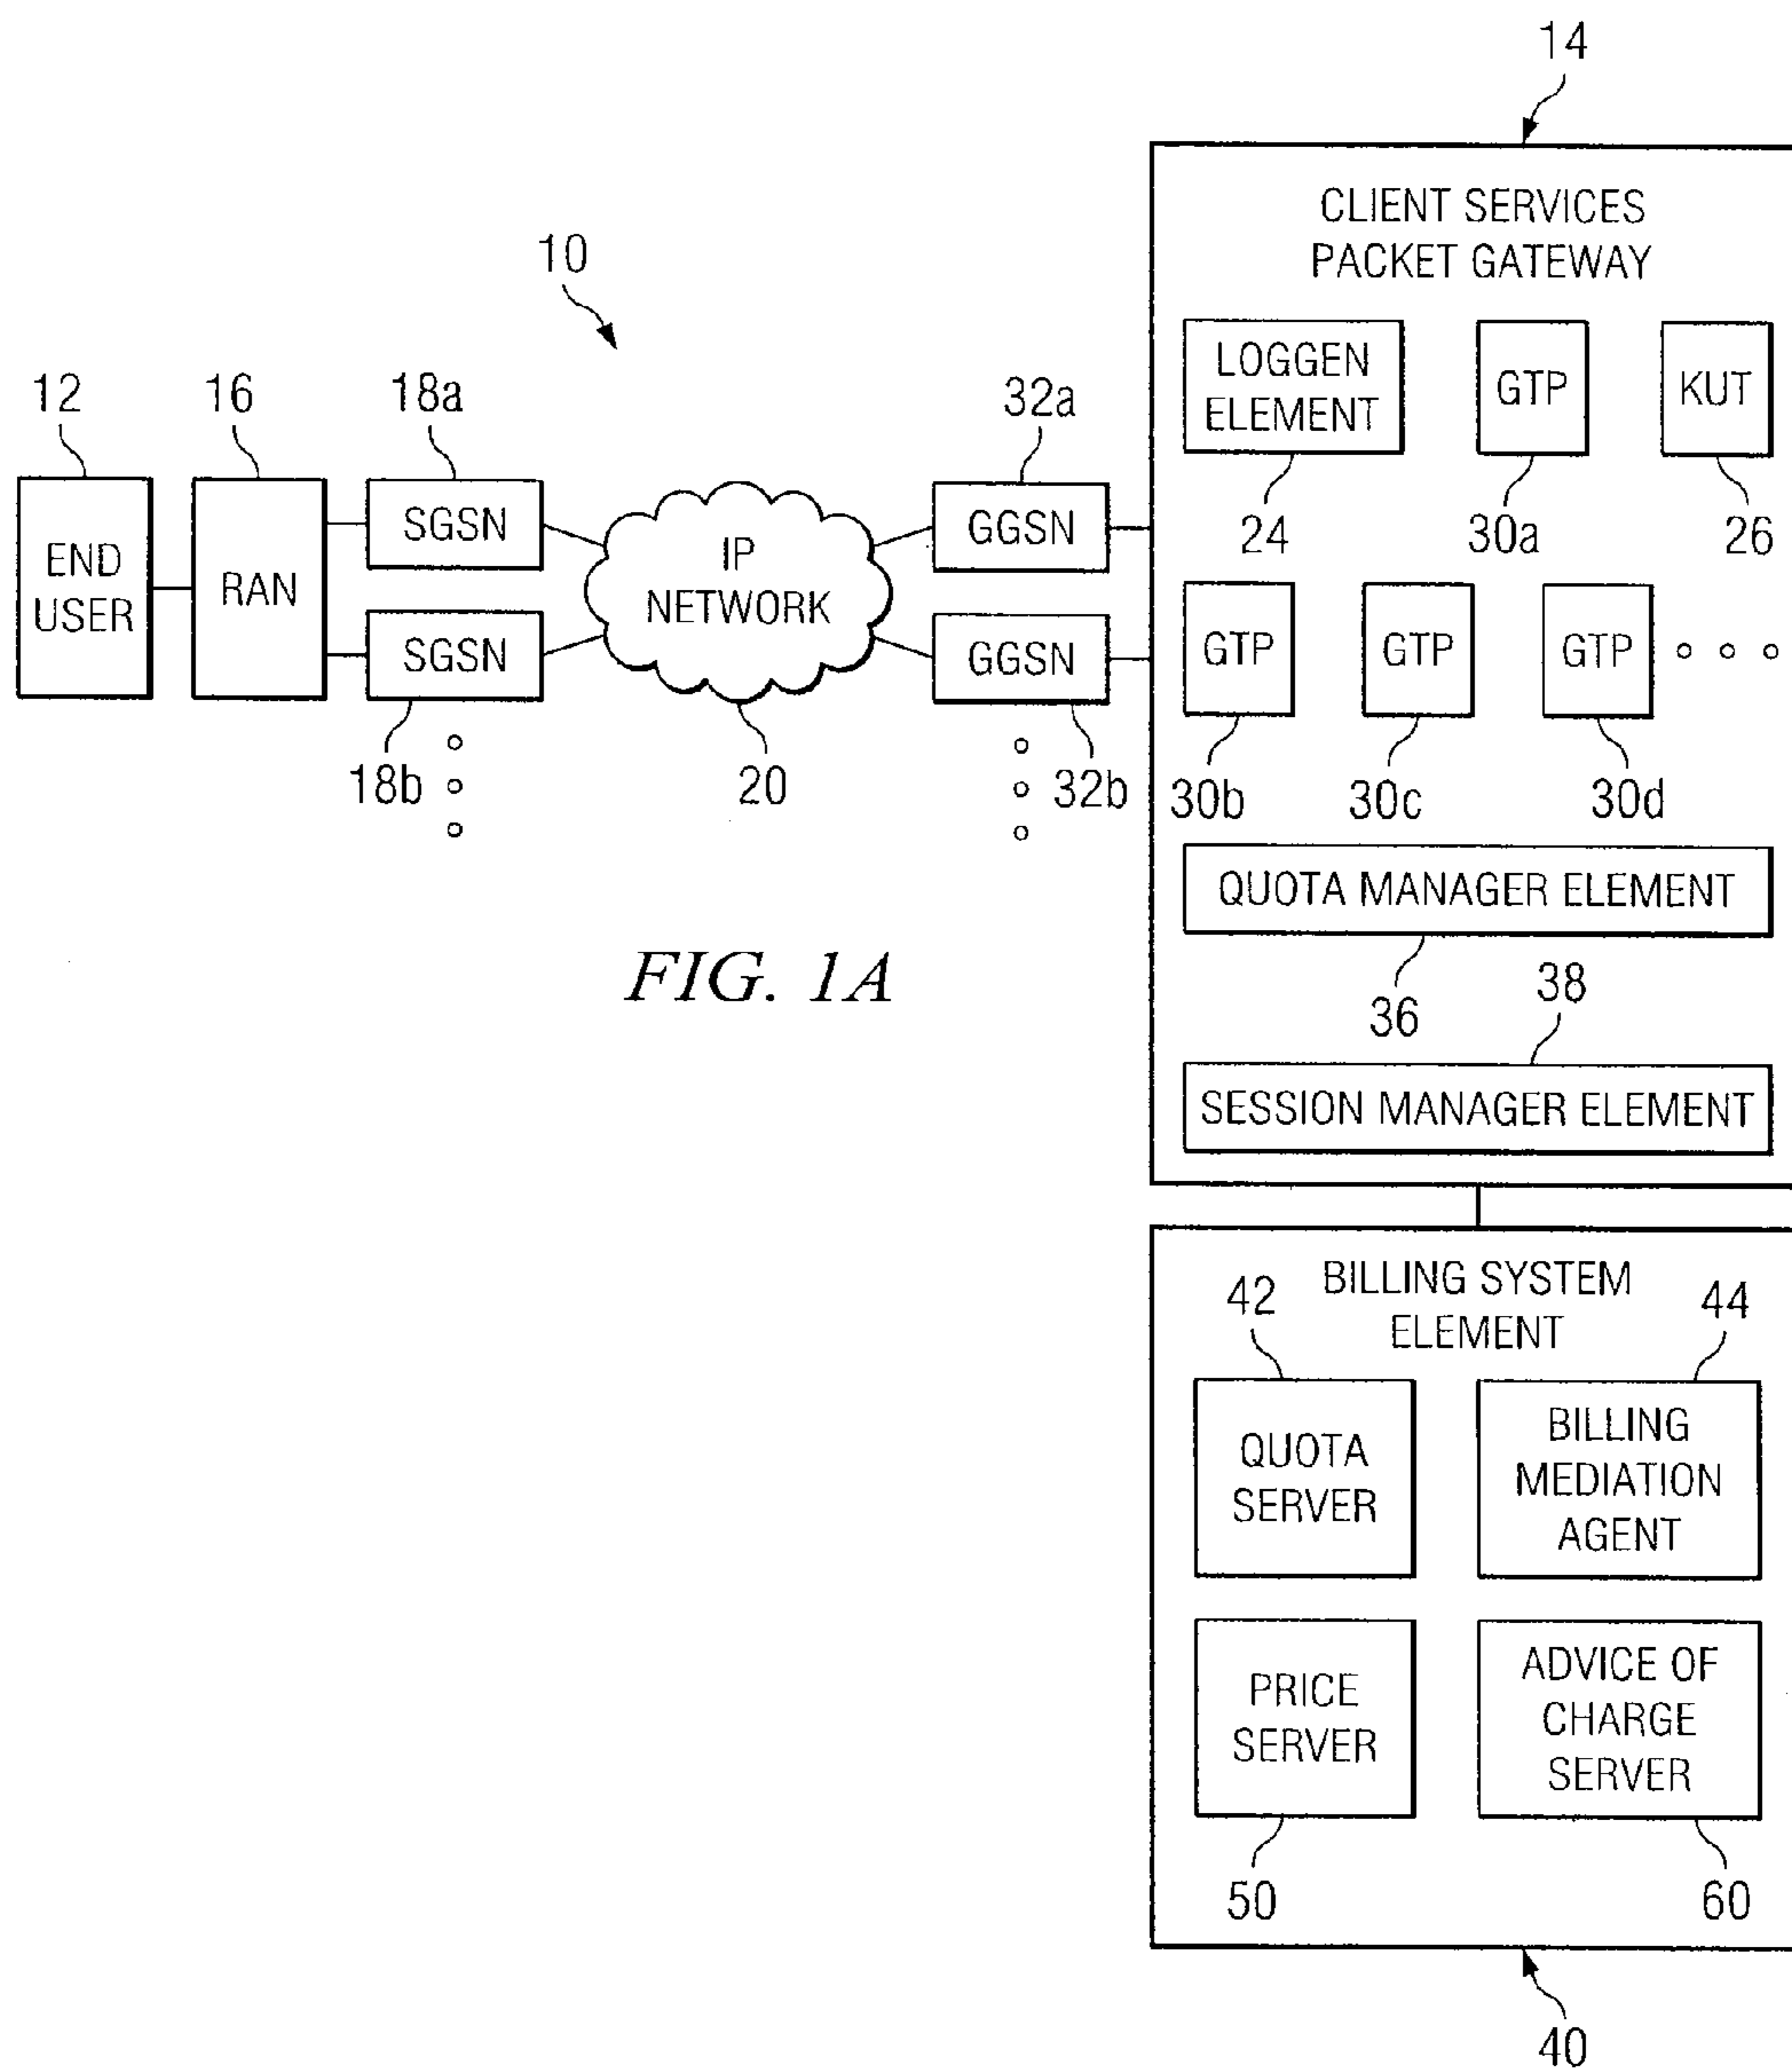 14
CLIENT SERVICES
PACKET GATEWAY
10
LOGGEN
ELEMENT
GTP
KUT
12
16
18a
32a
24
30a
26
END
USER
RAN
SGSN
SGSN
IP
NETWORK
GGSN
GGSN
GTP
GTP
GTP
18b
20
32b
30b
30c
30d
QUOTA MANAGER ELEMENT
FIG. 1A
36
38
SESSION MANAGER ELEMENT
BILLING SYSTEM
ELEMENT
42
44
QUOTA
SERVER
BILLING
MEDIATION
AGENT
PRICE
SERVER
ADVICE OF
CHARGE
SERVER
50
60
40